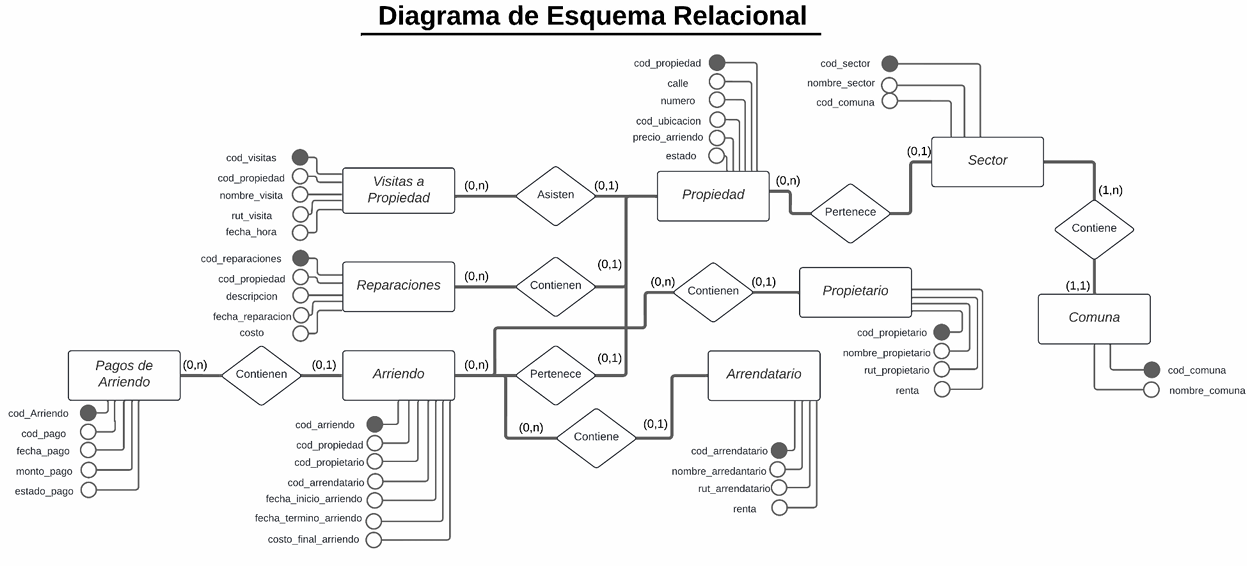 Diagrama de Esquema Relacional
cod_propiedad
calle
numero
cod_ubicacion
precio_arriendo
estado
cod_sector
nombre_sector
cod_comuna
cod_visitas
cod_propiedad
nombre_visita
rut_visita
fecha_hora
Visitas a
Propiedad
(0,n)
Asisten
(0,1)
Propiedad
(0,n)
Pertenece
(0,1)
Sector
(1,n)
Contiene
(1,1)
Comuna
cod_comuna
nombre_comuna
cod_reparaciones
cod_propiedad
descripcion
fecha_reparacion
costo
Reparaciones
(0,n)
Contienen
(0,1)
(0,n)
Contienen
(0,1)
Propietario
cod_propietario
nombre_propietario
rut_propietario
renta
Pagos de
Arriendo
(0,n)
Contienen
(0,1)
Arriendo
(0,n)
Pertenece
(0,1)
(0,n)
Contiene
(0,1)
Arrendatario
cod_Arriendo
cod_pago
fecha_pago
monto_pago
estado_pago
cod_arriendo
cod_propiedad
cod_propietario
cod_arrendatario
fecha_inicio_arriendo
fecha_termino_arriendo
costo_final_arriendo
cod_arrendatario
nombre_arredantario
rut_arrendatario
renta